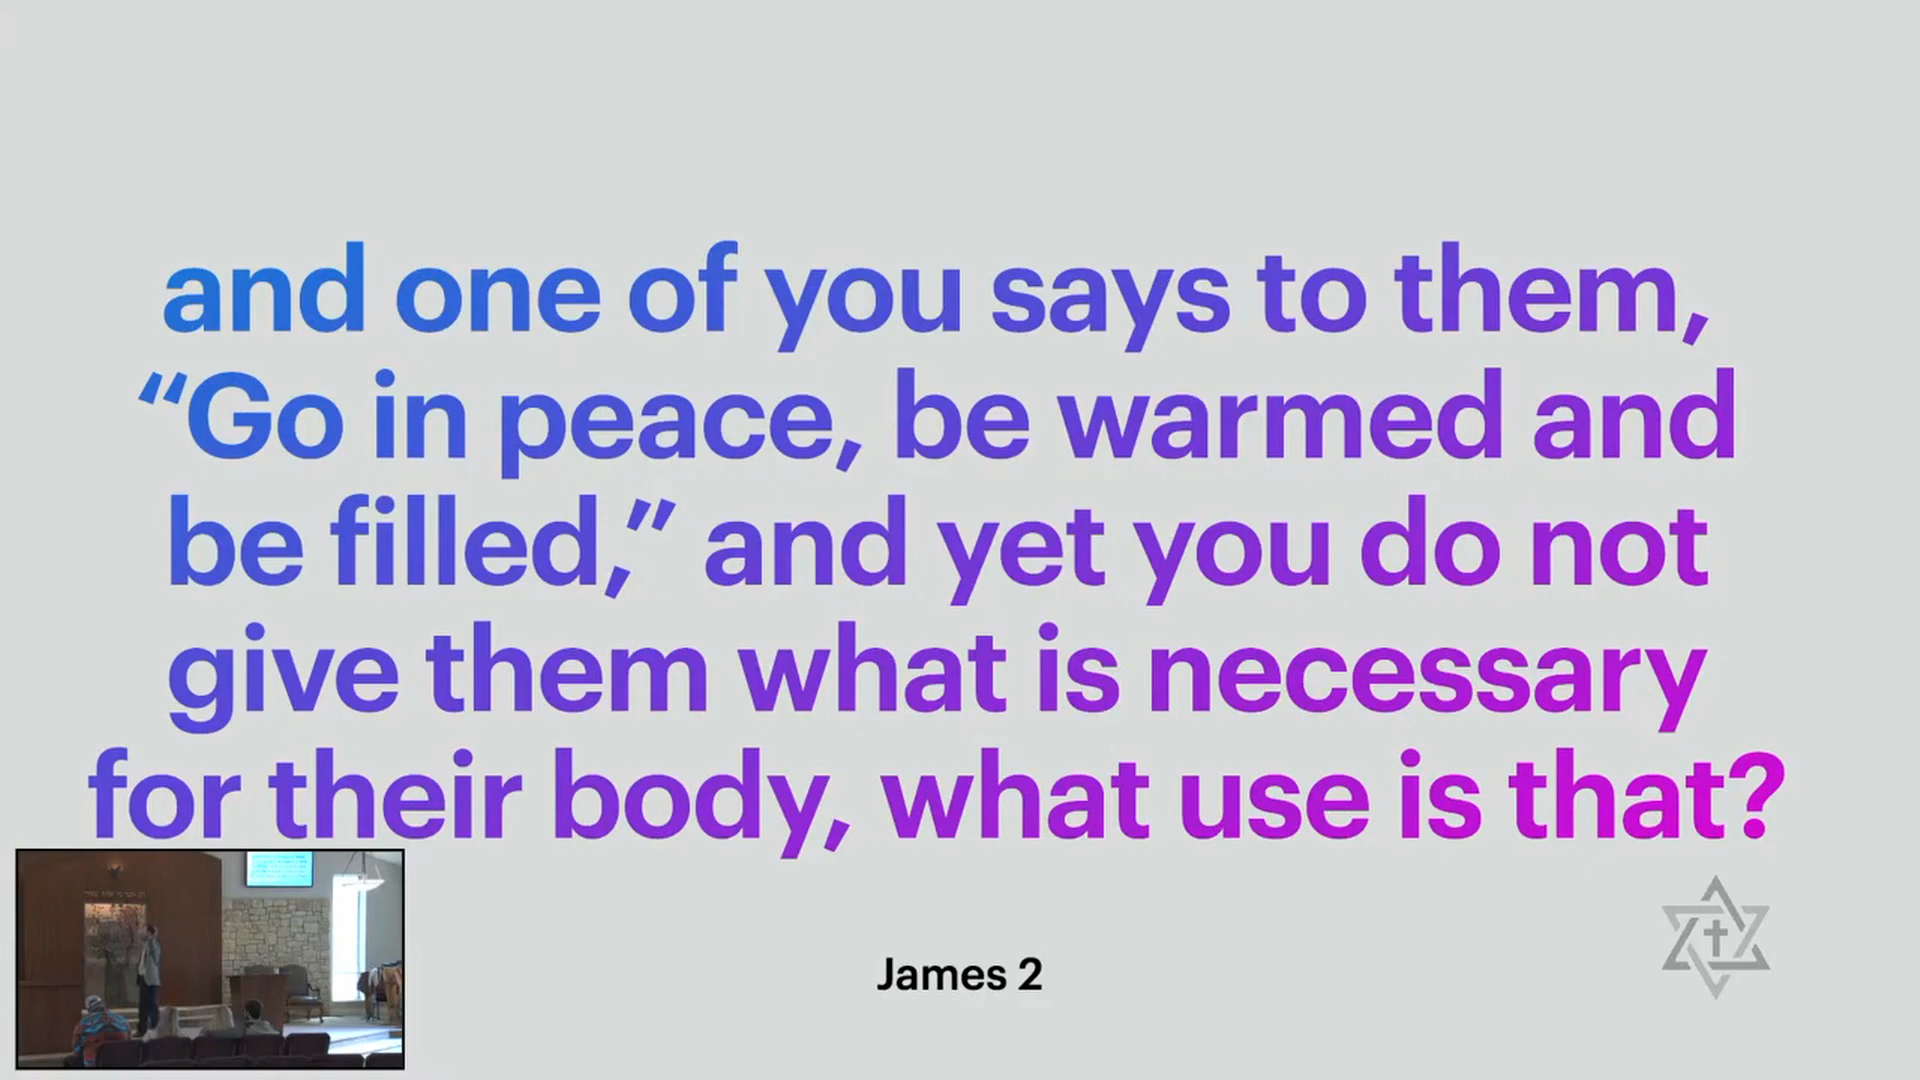 and one of you says to them,
“Go in peace, be warmed and
be filled,” and yet you do not
give them what is necessary
for their body, what use is that?
James 2